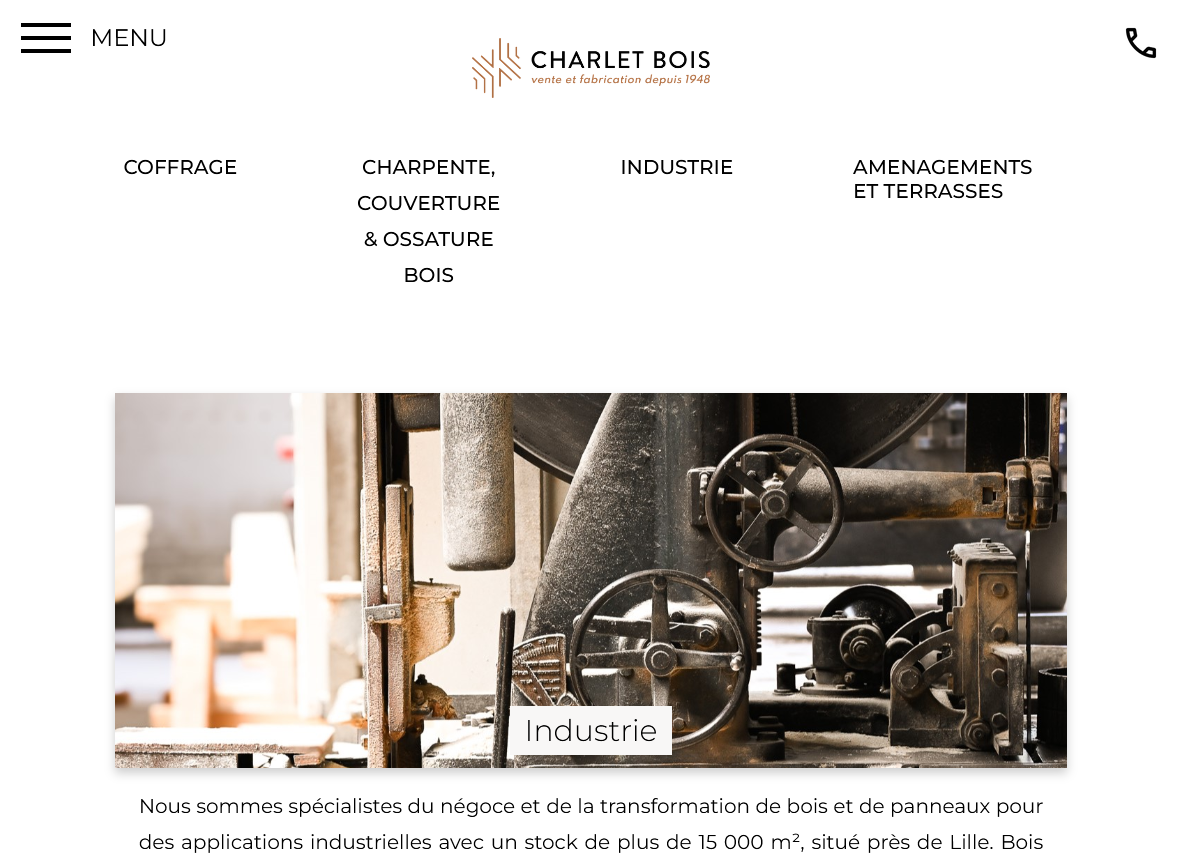 MENU
CHARLET BOIS
vente et fabrication depuis 1948
COFFRAGE
CHARPENTE,
COUVERTURE
& OSSATURE
BOIS
INDUSTRIE
AMENAGEMENTS
ET TERRASSES
Industrie
Nous sommes spécialistes du négoce et de la transformation de bois et de panneaux pour
des applications industrielles avec un stock de plus de 15 000 m², situé près de Lille. Bois